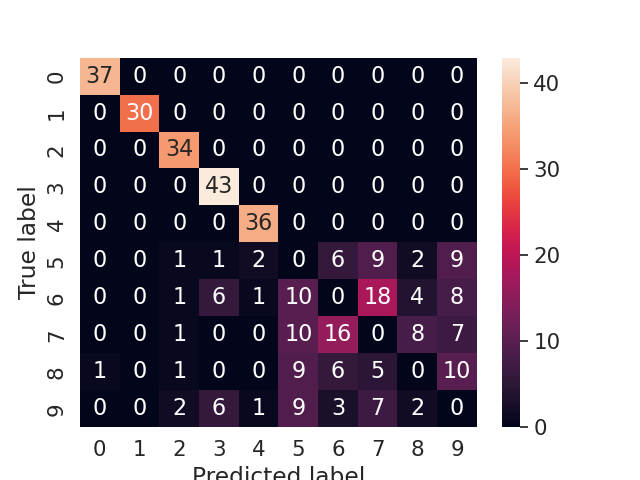 0 37 0 0 0 0 0 0 0 0 0
1 0 30 0 0 0 0 0 0 0 0
2 0 0 34 0 0 0 0 0 0 0
3 0 0 0 43 0 0 0 0 0 0
4 0 0 0 0 36 0 0 0 0 0
5 0 0 1 1 2 0 6 9 2 9
6 0 0 1 6 1 10 0 18 4 8
7 0 0 1 0 0 10 16 0 8 7
8 1 0 1 0 0 9 6 5 0 10
9 0 0 2 6 1 9 3 7 2 0
0 1 2 3 4 5 6 7 8 9
True label
Predicted label
40
30
20
10
0